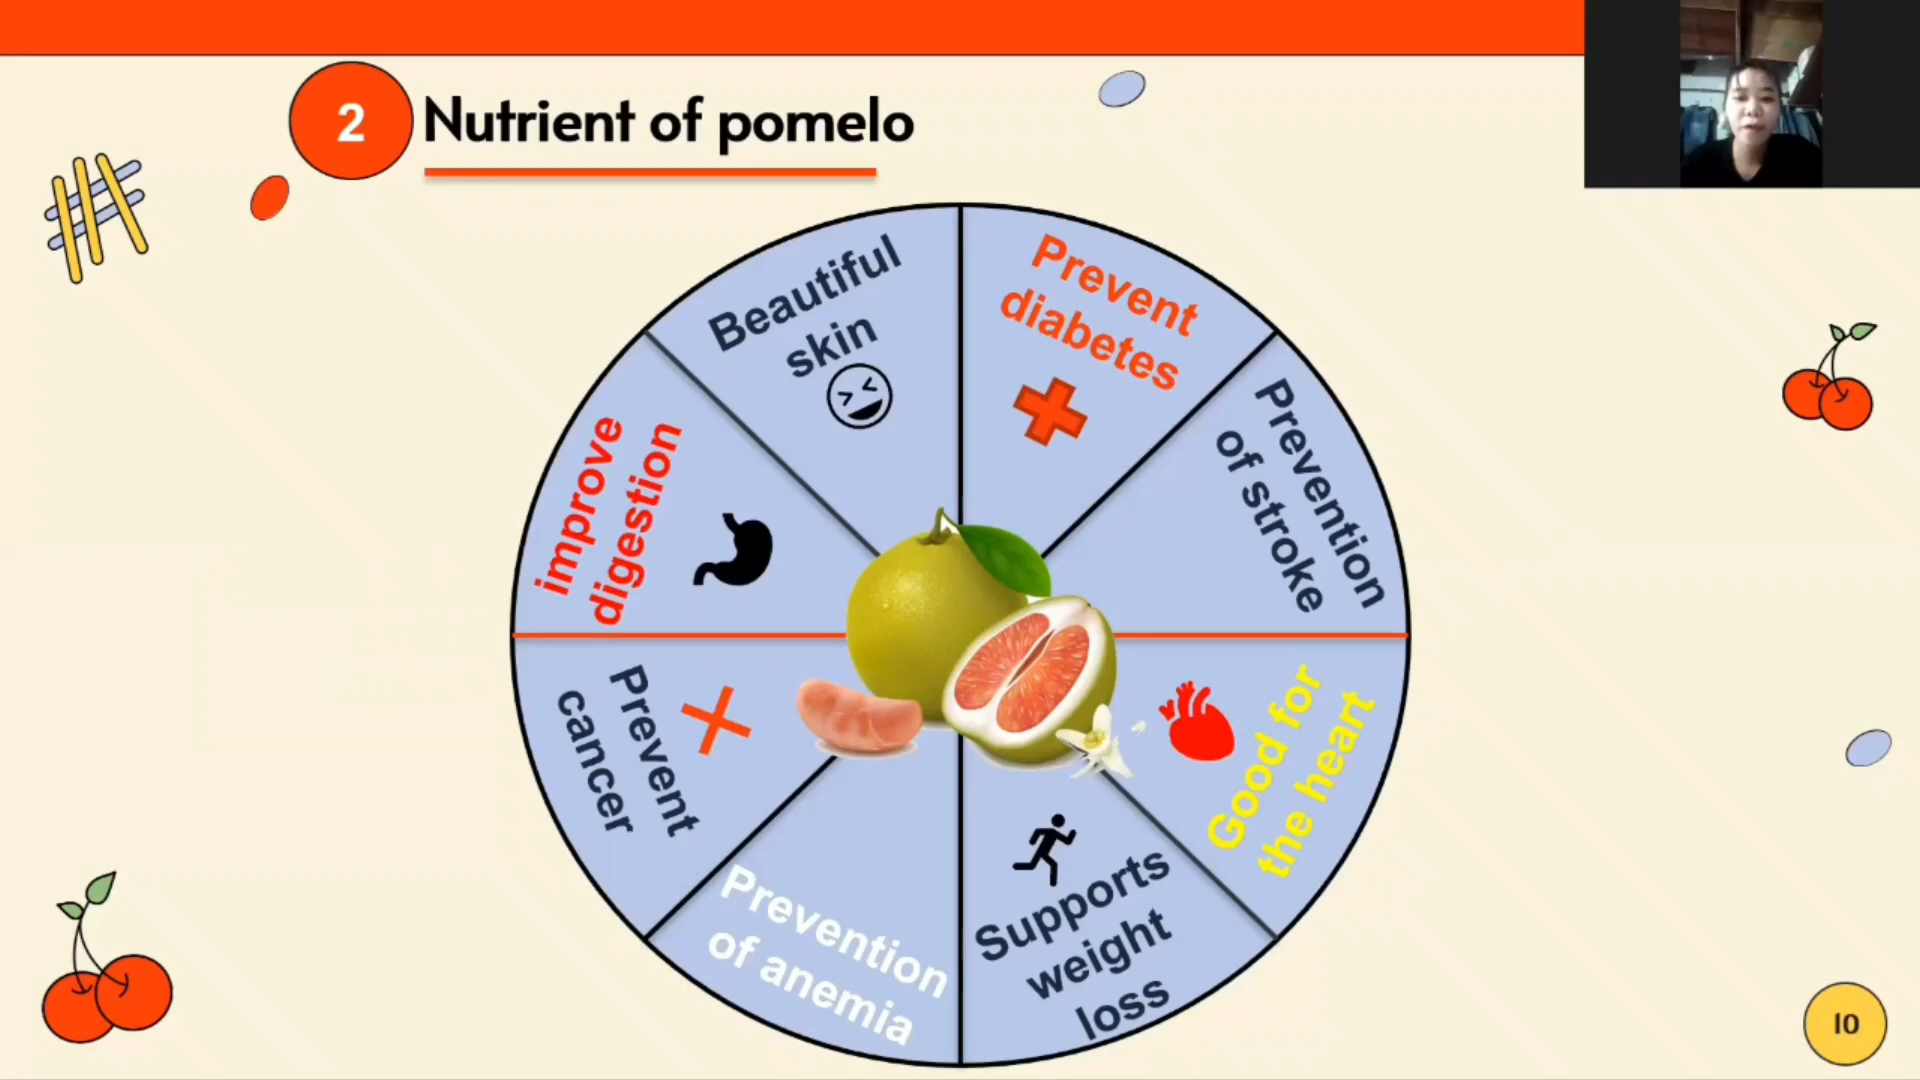 2
Nutrient of pomelo
Beautiful
skin
Prevent
diabetes
Prevention
of stroke
Good for
the heart
Supports
weight
loss
Prevention
of anemia
Prevent
cancer
improve
digestion
10